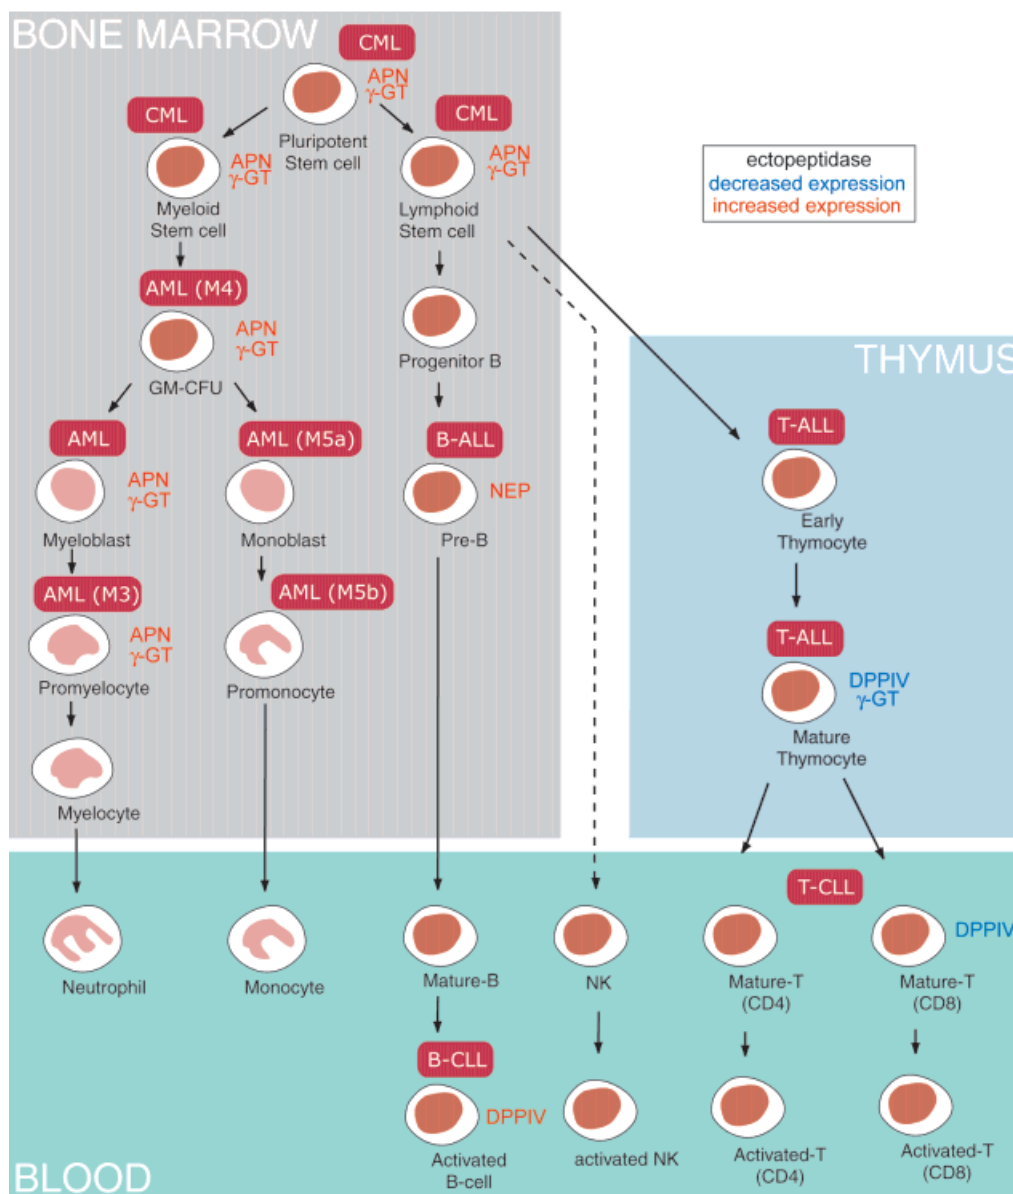 BONE MARROW
CML
APN
γ-GT
Pluripotent
Stem cell
CML
APN
γ-GT
Myeloid
Stem cell
CML
APN
γ-GT
Lymphoid
Stem cell
ectopeptidase
decreased expression
increased expression
AML (M4)
APN
γ-GT
GM-CFU
Progenitor B
THYMUS
AML
APN
γ-GT
Myeloblast
AML (M5a)
Monoblast
B-ALL
NEP
Pre-B
T-ALL
Early
Thymocyte
AML (M3)
APN
γ-GT
Promyelocyte
AML (M5b)
Promonocyte
T-ALL
DPPIV
γ-GT
Mature
Thymocyte
Myelocyte
T-CLL
Neutrophil
Monocyte
Mature-B
NK
Mature-T
(CD4)
DPPIV
Mature-T
(CD8)
B-CLL
DPPIV
Activated
B-cell
activated NK
Activated-T
(CD4)
Activated-T
(CD8)
BLOOD